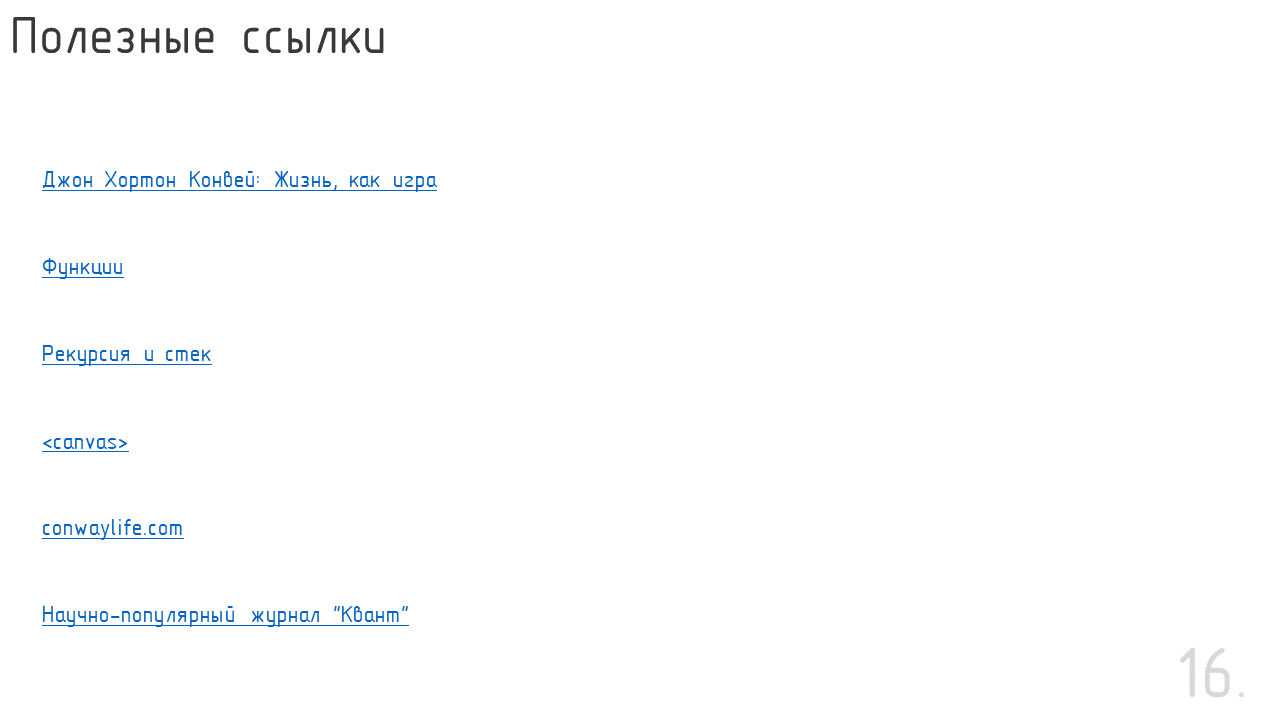 Полезные ссылки
Джон Хортон Конвей: Жизнь, как игра
Функции
Рекурсия и стек
<canvas>
conwaylife.com
Научно-популярный журнал "Квант"
16.